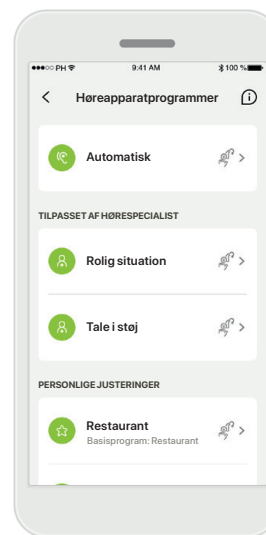 PH 9:41 AM 100 %
Høreapparatprogrammer
Automatisk
TILPASSET AF HØRESPECIALIST
Rolig situation
Tale i støj
PERSONLIGE JUSTERINGER
Restaurant
Basisprogram: Restaurant